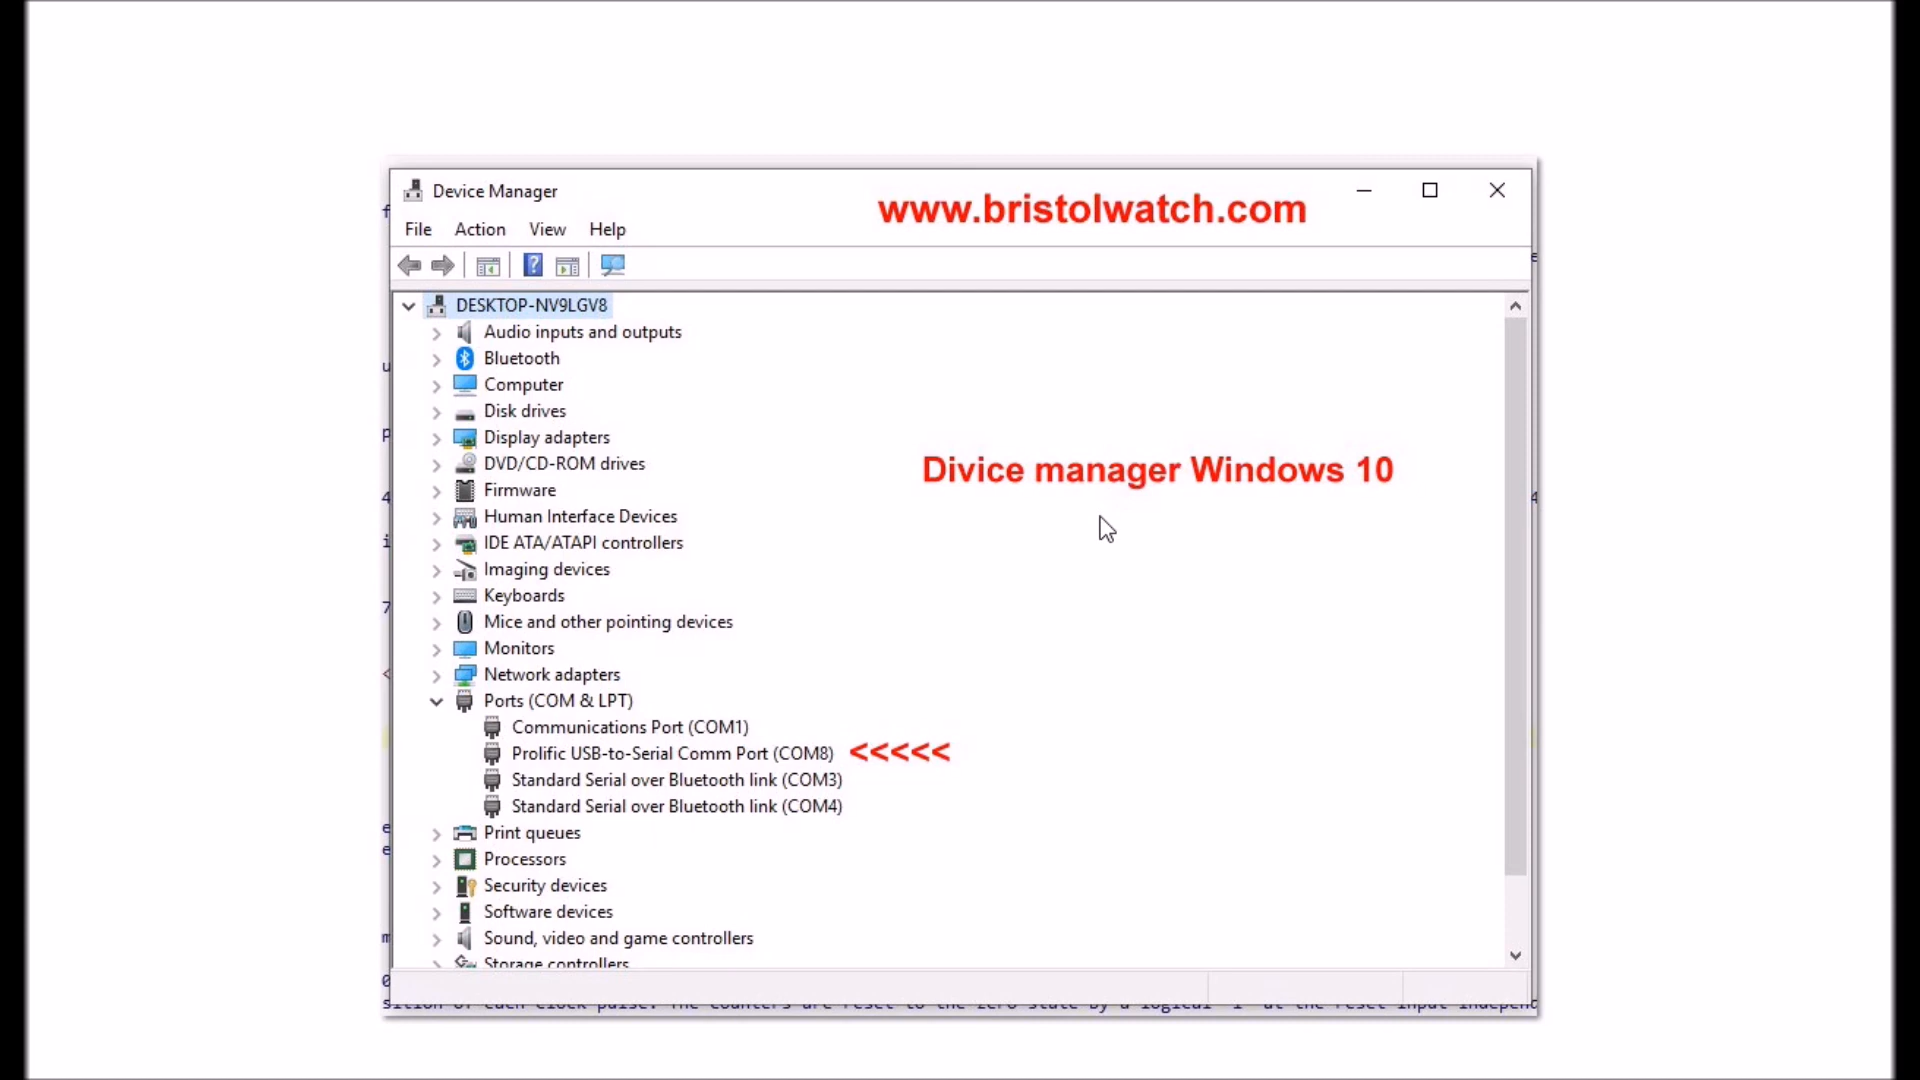 Device Manager
www.bristolwatch.com
File Action View Help
DESKTOP-NV9LGV8
Audio inputs and outputs
Bluetooth
Computer
Disk drives
Display adapters
DVD/CD-ROM drives
Divice manager Windows 10
Firmware
Human Interface Devices
IDE ATA/ATAPI controllers
Imaging devices
Keyboards
Mice and other pointing devices
Monitors
Network adapters
Ports (COM & LPT)
Communications Port (COM1)
Prolific USB-to-Serial Comm Port (COM8) <<<<<
Standard Serial over Bluetooth link (COM3)
Standard Serial over Bluetooth link (COM4)
Print queues
Processors
Security devices
Software devices
Sound, video and game controllers
Storage controllers